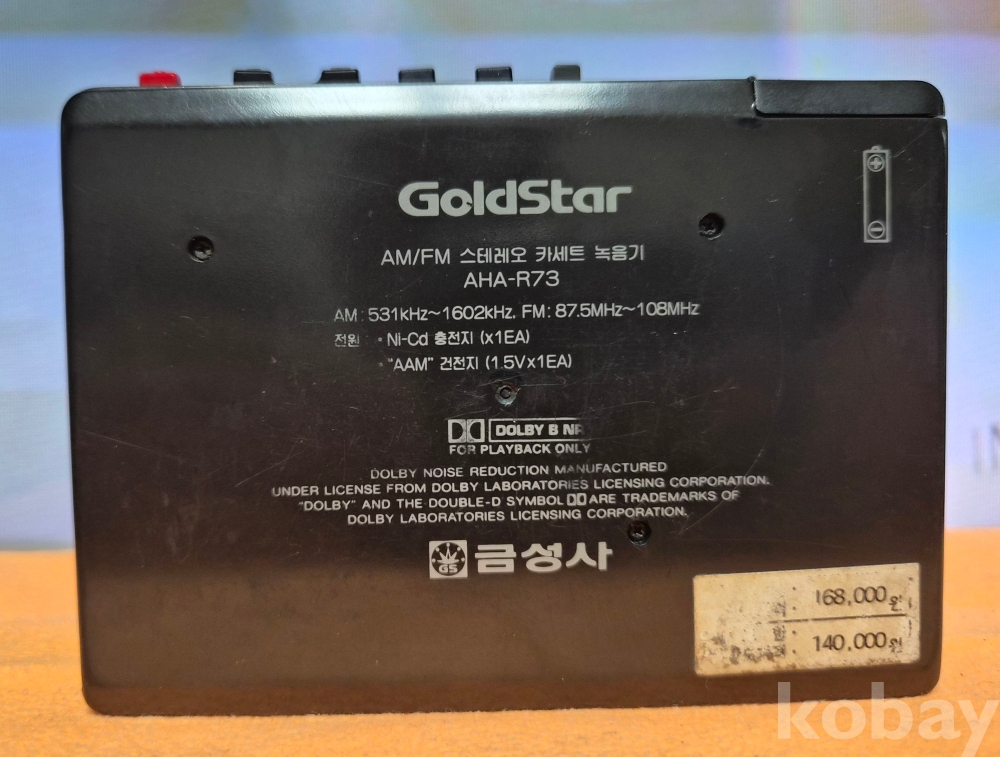 GoldStar
AM/FM 스테레오 카세트 녹음기
AHA-R73
AM: 531kHz~1602kHz, FM: 87.5MHz~108MHz
전원 • Ni-Cd 충전지 (x1EA)
• "AAM" 건전지 (1.5Vx1EA)
DOLBY B NR
FOR PLAYBACK ONLY
DOLBY NOISE REDUCTION MANUFACTURED
UNDER LICENSE FROM DOLBY LABORATORIES LICENSING CORPORATION.
"DOLBY" AND THE DOUBLE-D SYMBOL ARE TRADEMARKS OF
DOLBY LABORATORIES LICENSING CORPORATION.
GS 금성사
: 168,000원
: 140,000원
kobay